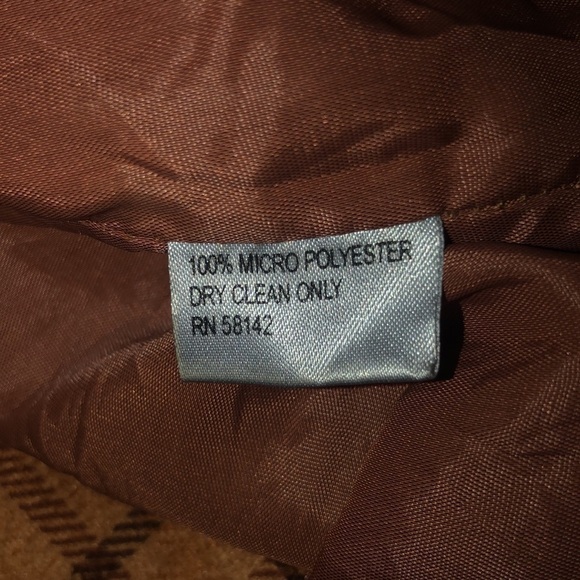 100% MICRO POLYESTER
DRY CLEAN ONLY
RN 58142